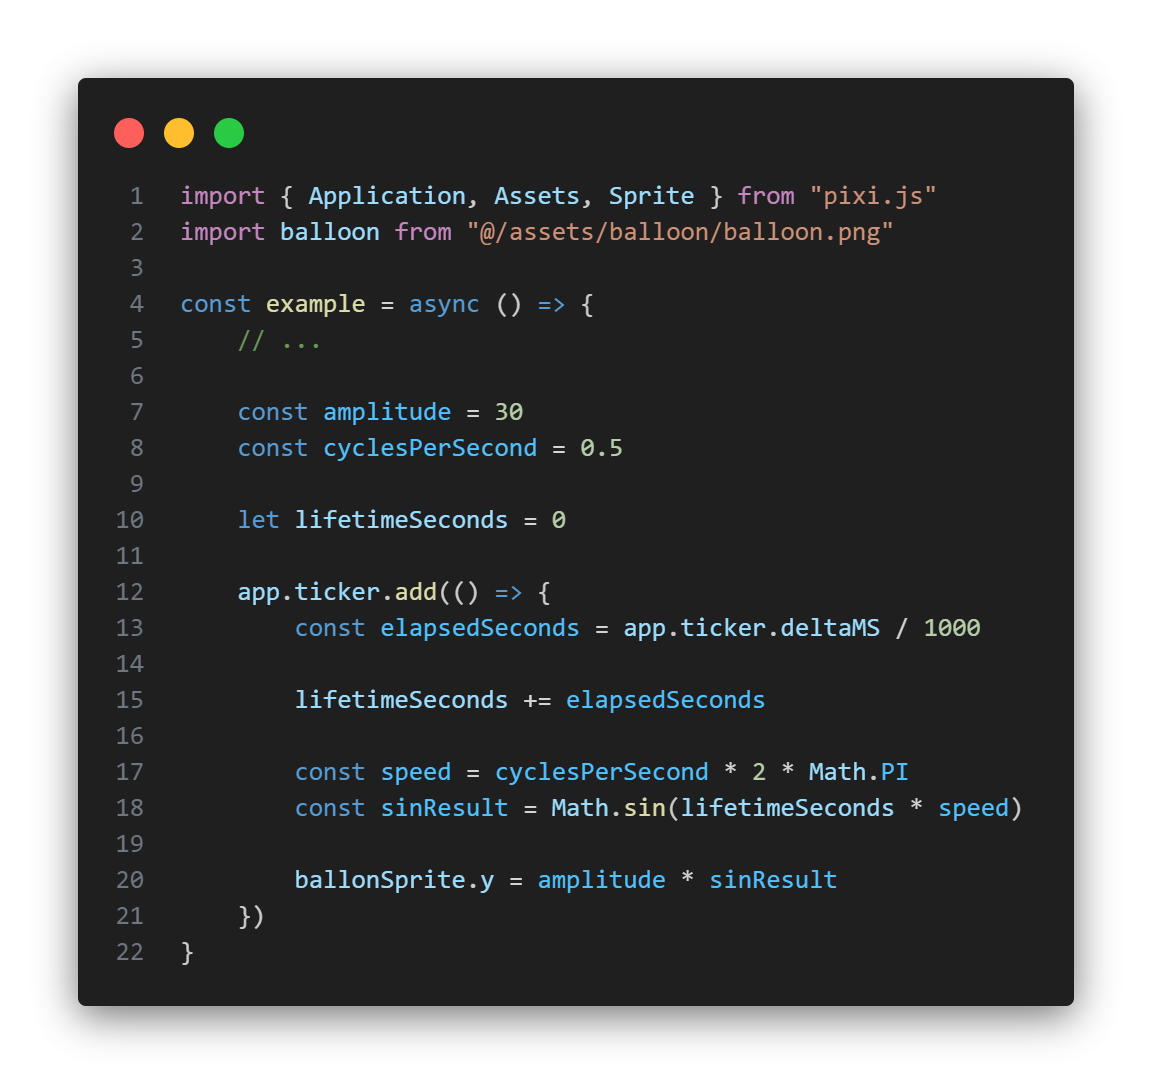 1 import { Application, Assets, Sprite } from "pixi.js"
2 import balloon from "@/assets/balloon/balloon.png"
3
4 const example = async () => {
5     // ...
6
7     const amplitude = 30
8     const cyclesPerSecond = 0.5
9
10     let lifetimeSeconds = 0
11
12     app.ticker.add(() => {
13         const elapsedSeconds = app.ticker.deltaMS / 1000
14
15         lifetimeSeconds += elapsedSeconds
16
17         const speed = cyclesPerSecond * 2 * Math.PI
18         const sinResult = Math.sin(lifetimeSeconds * speed)
19
20         ballonSprite.y = amplitude * sinResult
21     })
22 }